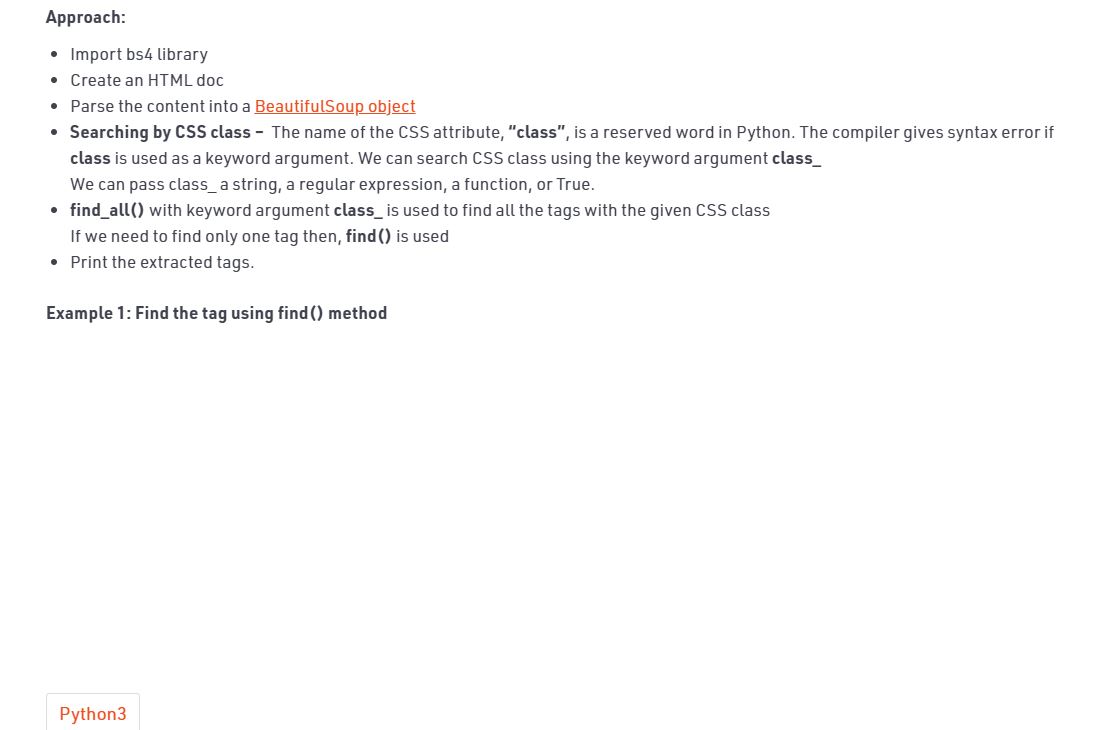 Approach:
Import bs4 library
Create an HTML doc
Parse the content into a BeautifulSoup object
Searching by CSS class –  The name of the CSS attribute, “class”, is a reserved word in Python. The compiler gives syntax error if
class is used as a keyword argument. We can search CSS class using the keyword argument class_
We can pass class_ a string, a regular expression, a function, or True.
find_all() with keyword argument class_ is used to find all the tags with the given CSS class
If we need to find only one tag then, find() is used
Print the extracted tags.
Example 1: Find the tag using find() method
Python3